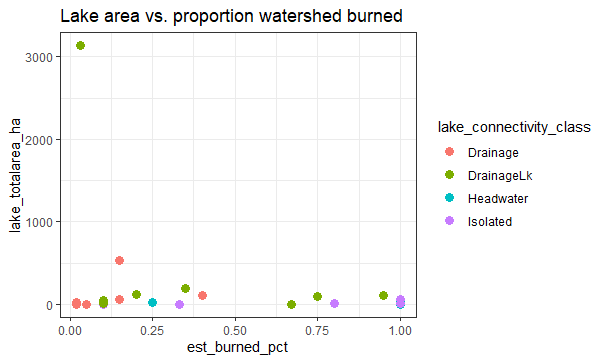 Lake area vs. proportion watershed burned
3000
2000
1000
0
lake_totalarea_ha
0.00 0.25 0.50 0.75 1.00
est_burned_pct
lake_connectivity_class
Drainage
DrainageLk
Headwater
Isolated